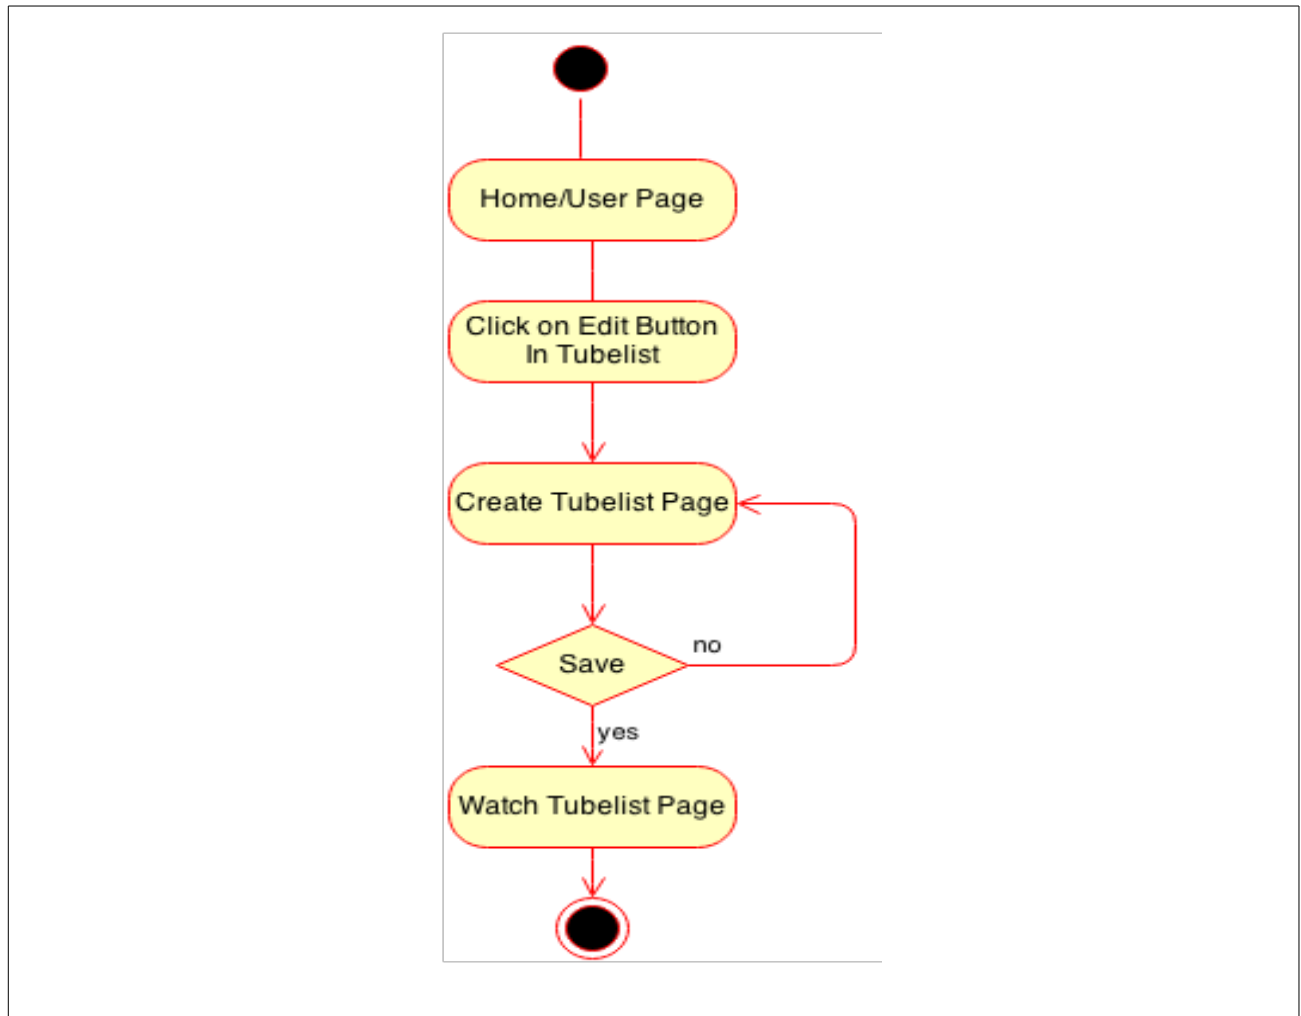 Home/User Page
Click on Edit Button
In Tubelist
Create Tubelist Page
Save
no
yes
Watch Tubelist Page